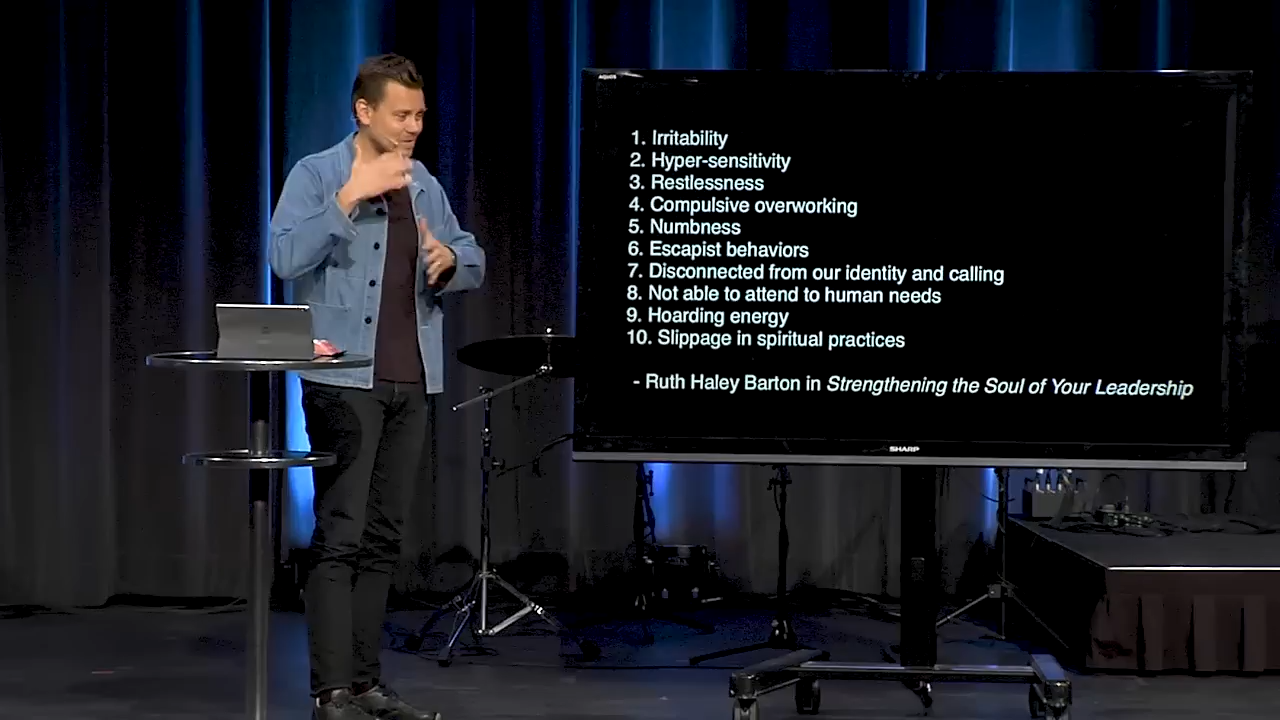 AQUOS
1. Irritability
2. Hyper-sensitivity
3. Restlessness
4. Compulsive overworking
5. Numbness
6. Escapist behaviors
7. Disconnected from our identity and calling
8. Not able to attend to human needs
9. Hoarding energy
10. Slippage in spiritual practices
- Ruth Haley Barton in Strengthening the Soul of Your Leadership
SHARP